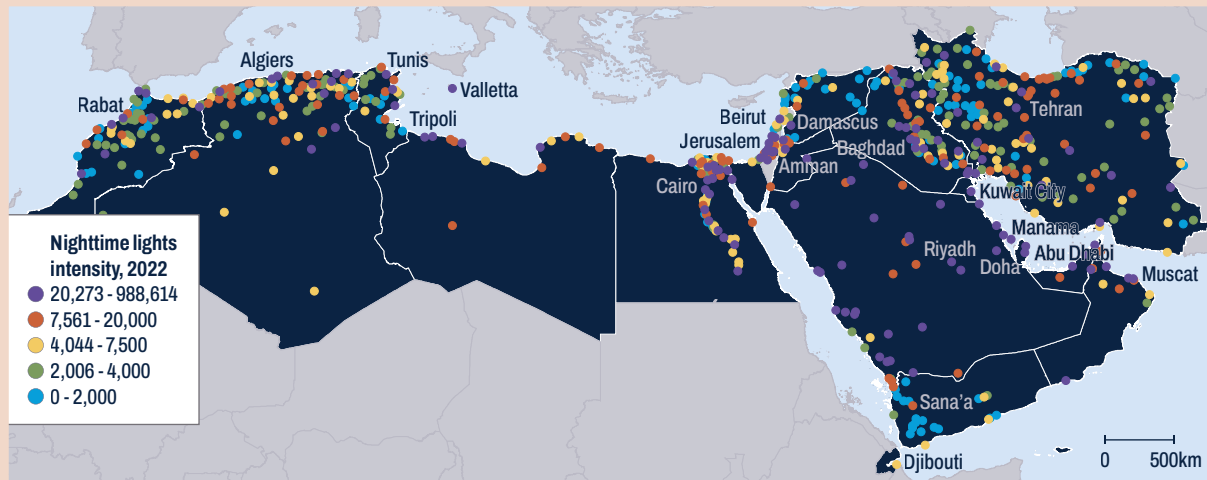 Algiers
Tunis
Valletta
Rabat
Tripoli
Beirut
Damascus
Tehran
Jerusalem
Baghdad
Amman
Cairo
Kuwait City
Manama
Riyadh
Abu Dhabi
Doha
Muscat
Sana’a
Djibouti
Nighttime lights
intensity, 2022
20,273 - 988,614
7,561 - 20,000
4,044 - 7,500
2,006 - 4,000
0 - 2,000
0 500km